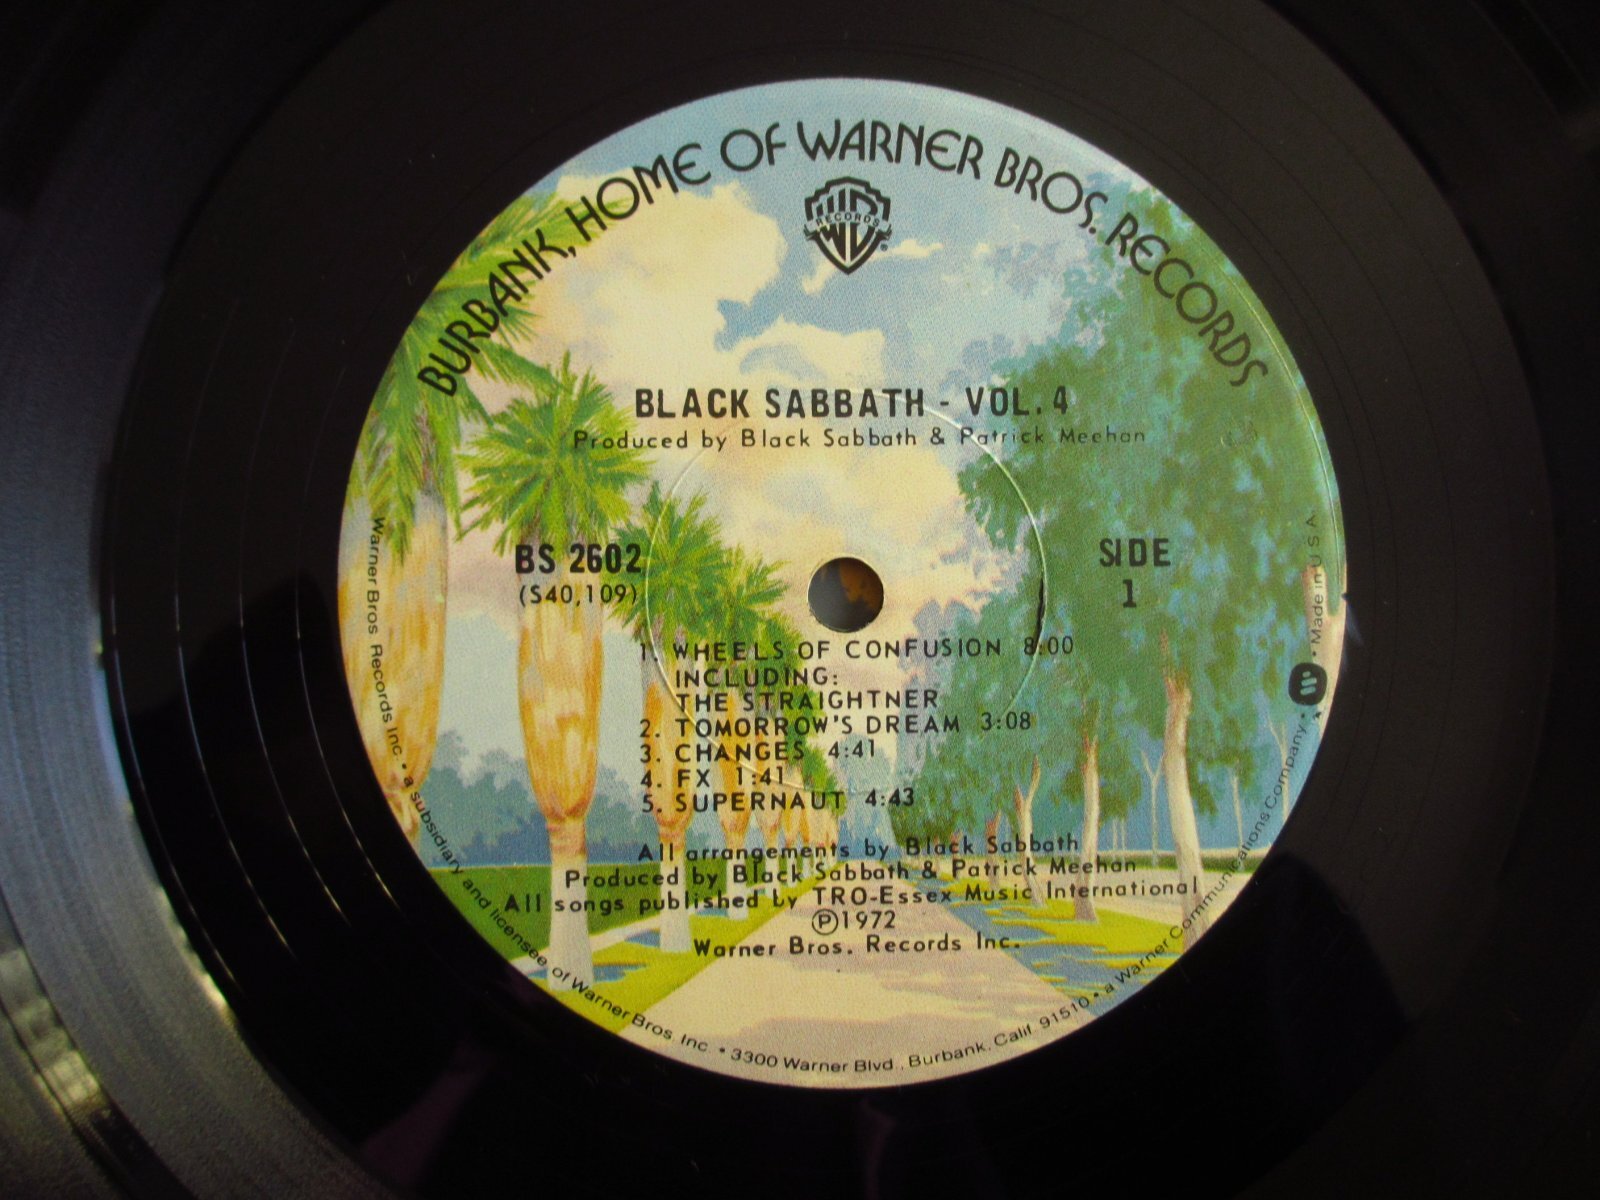 BURBANK, HOME OF WARNER BROS. RECORDS
WB
RECORDS
®
BLACK SABBATH - VOL. 4
Produced by Black Sabbath & Patrick Meehan
BS 2602
(S40,109)
SIDE
1
1. WHEELS OF CONFUSION 8:00
INCLUDING:
THE STRAIGHTNER
2. TOMORROW'S DREAM 3:08
3. CHANGES 4:41
4. FX 1:41
5. SUPERNAUT 4:43
All arrangements by Black Sabbath
Produced by Black Sabbath & Patrick Meehan
All songs published by TRO-Essex Music International
Ⓟ1972
Warner Bros. Records Inc.
Warner Bros. Records Inc. • a subsidiary and licensee of Warner Bros. Inc. • 3300 Warner Blvd., Burbank, Calif. 91510 • a Warner Communications Company • Made in U.S.A.